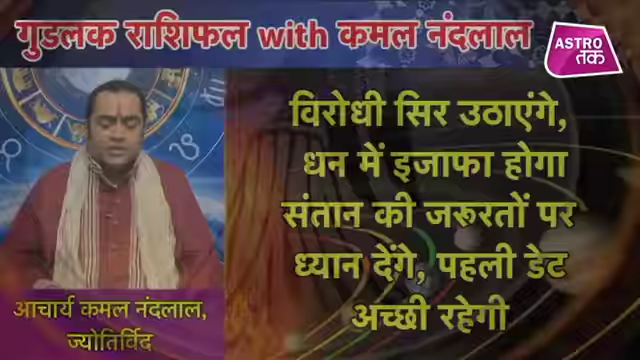 गुडलक राशिफल with कमल नंदलाल
ASTRO
तक
विरोधी सिर उठाएंगे,
धन में इजाफा होगा
संतान की जरूरतों पर
ध्यान देंगे, पहली डेट
अच्छी रहेगी
आचार्य कमल नंदलाल,
ज्योतिर्विद